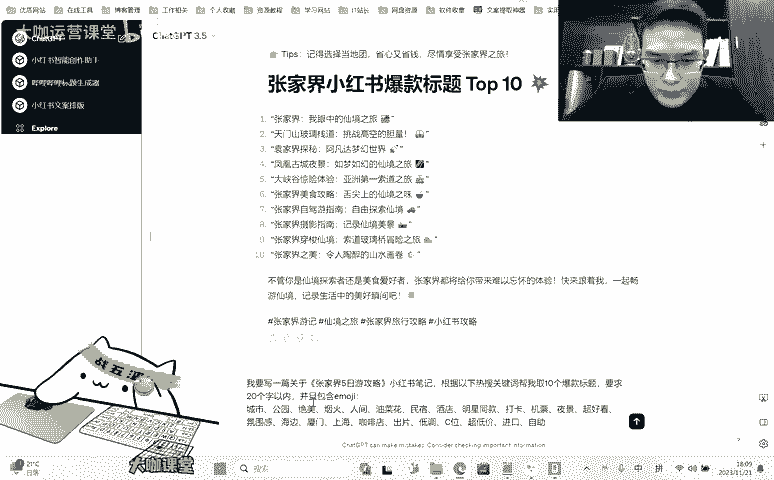 优质网站
在线工具
博客管理
工作相关
个人收藏
资源教程
学习网站
IT站长
网盘资源
软件收集
文案提取神器
大咖运营课堂
ChatGPT
小红书智能创作助手
哔哔哔哔标题生成器
小红书文案排版
Explore
ChatGPT 3.5
Tips：记得选择当地团，省心又省钱，尽情享受张家界之旅！
张家界小红书爆款标题 Top 10 💥
1. “张家界：我眼中的仙境之旅
2. “天门山玻璃栈道：挑战高空的胆量！
3. “袁家界探秘：阿凡达梦幻世界
4. “凤凰古城夜景：如梦如幻的仙境之旅
5. “大峡谷惊险体验：亚洲第一索道之旅
6. “张家界美食攻略：舌尖上的仙境之味
7. “张家界自驾游指南：自由探索仙境
8. “张家界摄影指南：记录仙境美景
9. “张家界穿梭仙境：索道玻璃桥冒险之旅
10. “张家界之美：令人陶醉的山水画卷
不管你是仙境探索者还是美食爱好者，张家界都将给你带来难以忘怀的体验！快来跟着我，一起畅
游仙境，记录生活中的美好瞬间吧！
#张家界游记 #仙境之旅 #张家界旅行攻略 #小红书攻略
我要写一篇关于《张家界5日游攻略》小红书笔记，根据以下热搜关键词帮我取10个爆款标题，要求
20个字以内，并且包含emoji：
城市、公园、绝美、烟火、人间、油菜花、民宿、酒店、明星同款、打卡、机票、夜景、超好看、
氛围感、海边、厦门、上海、咖啡店、出片、低调、C位、超低价、进口、自动
ChatGPT can make mistakes. Consider checking important information.
大咖课堂
21°C
搜索
中
拼
18:09
2023/11/21